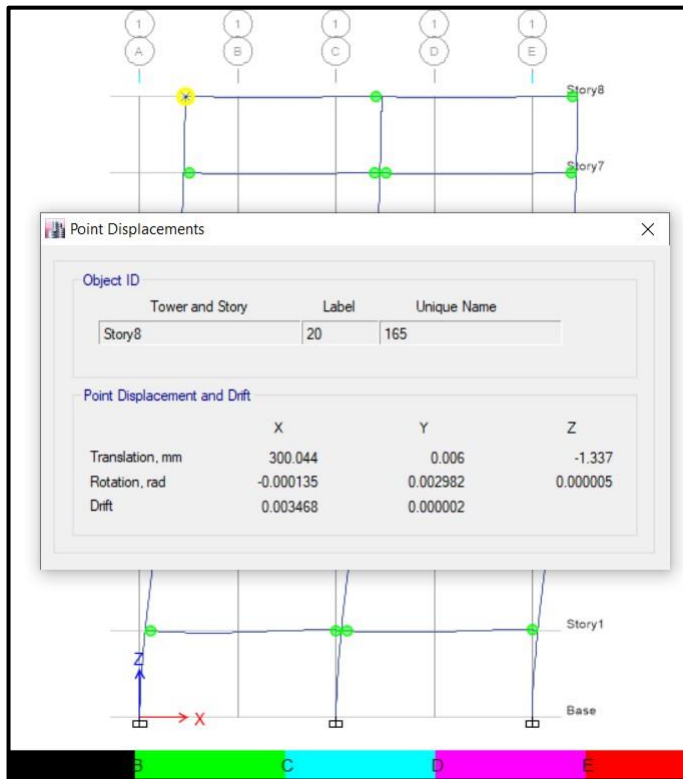 1 1 1 1 1
A B C D E
Story8
Story7
Point Displacements
Object ID
Tower and Story Label Unique Name
Story8 20 165
Point Displacement and Drift
X Y Z
Translation, mm 300.044 0.006 -1.337
Rotation, rad -0.000135 0.002982 0.000005
Drift 0.003468 0.000002
Story1
Z
X
Base
B C D E